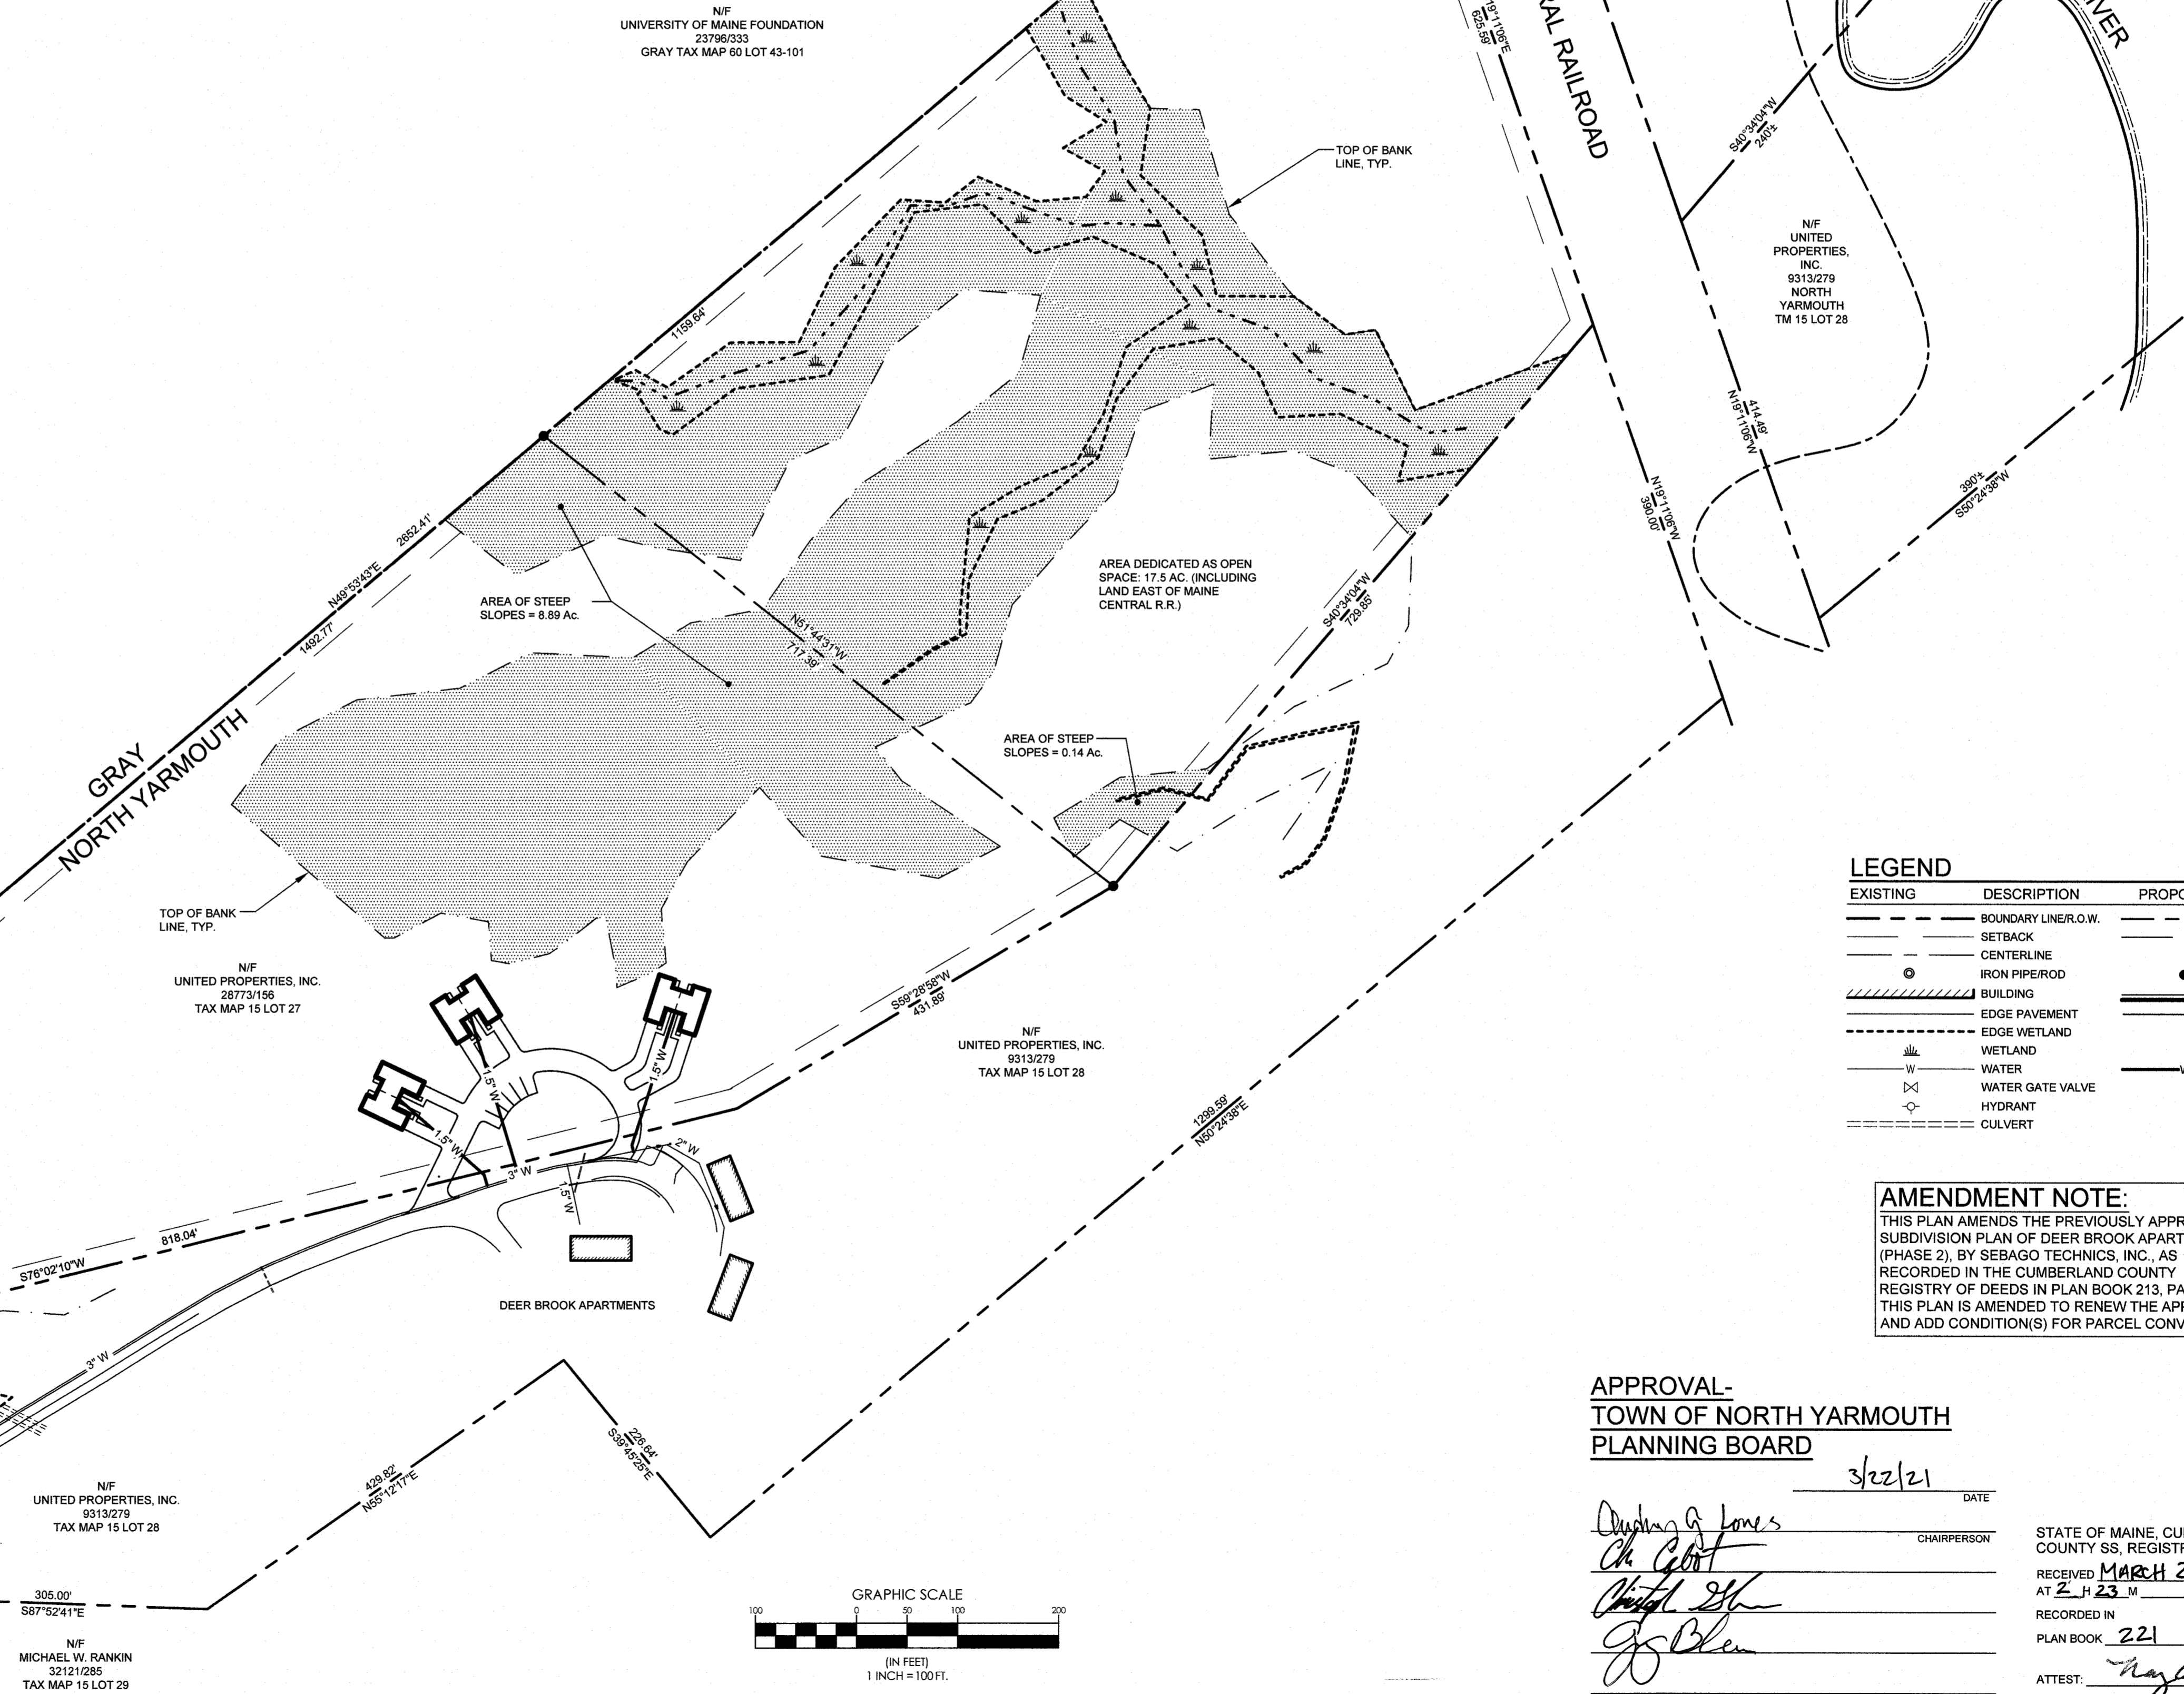 N/F
UNIVERSITY OF MAINE FOUNDATION
23796/333
GRAY TAX MAP 60 LOT 43-101
19°11'06"E
625.59'
RAL RAILROAD
IVER
S40°34'04"W
240'±
TOP OF BANK
LINE, TYP.
N/F
UNITED
PROPERTIES,
INC.
9313/279
NORTH
YARMOUTH
TM 15 LOT 28
1159.64'
414.49'
N19°11'06"W
N19°11'06"W
390.00'
390'±
S50°24'38"W
2652.41'
N49°53'43"E
1492.77'
AREA OF STEEP
SLOPES = 8.89 Ac.
AREA DEDICATED AS OPEN
SPACE: 17.5 AC. (INCLUDING
LAND EAST OF MAINE
CENTRAL R.R.)
N51°44'31"W
717.39'
S40°34'04"W
729.85'
GRAY
NORTH YARMOUTH
AREA OF STEEP
SLOPES = 0.14 Ac.
TOP OF BANK
LINE, TYP.
N/F
UNITED PROPERTIES, INC.
28773/156
TAX MAP 15 LOT 27
S59°28'58"W
431.89'
N/F
UNITED PROPERTIES, INC.
9313/279
TAX MAP 15 LOT 28
1299.59'
N50°24'38"E
1.5" W
1.5" W
1.5" W
3" W
2" W
1.5" W
818.04'
S76°02'10"W
DEER BROOK APARTMENTS
3" W
226.64'
S39°45'25"E
429.82'
N55°12'17"E
N/F
UNITED PROPERTIES, INC.
9313/279
TAX MAP 15 LOT 28
305.00'
S87°52'41"E
N/F
MICHAEL W. RANKIN
32121/285
TAX MAP 15 LOT 29
GRAPHIC SCALE
100 0 50 100 200
(IN FEET)
1 INCH = 100 FT.
LEGEND
EXISTING DESCRIPTION PROPO
BOUNDARY LINE/R.O.W.
SETBACK
CENTERLINE
IRON PIPE/ROD
BUILDING
EDGE PAVEMENT
EDGE WETLAND
WETLAND
W WATER
WATER GATE VALVE
HYDRANT
CULVERT
AMENDMENT NOTE:
THIS PLAN AMENDS THE PREVIOUSLY APPR
SUBDIVISION PLAN OF DEER BROOK APART
(PHASE 2), BY SEBAGO TECHNICS, INC., AS
RECORDED IN THE CUMBERLAND COUNTY
REGISTRY OF DEEDS IN PLAN BOOK 213, PA
THIS PLAN IS AMENDED TO RENEW THE APP
AND ADD CONDITION(S) FOR PARCEL CONV
APPROVAL-
TOWN OF NORTH YARMOUTH
PLANNING BOARD
3/22/21
DATE
CHAIRPERSON
STATE OF MAINE, CU
COUNTY SS, REGISTR
RECEIVED MARCH 2
AT 2 H 23 M
RECORDED IN
PLAN BOOK 221
ATTEST: